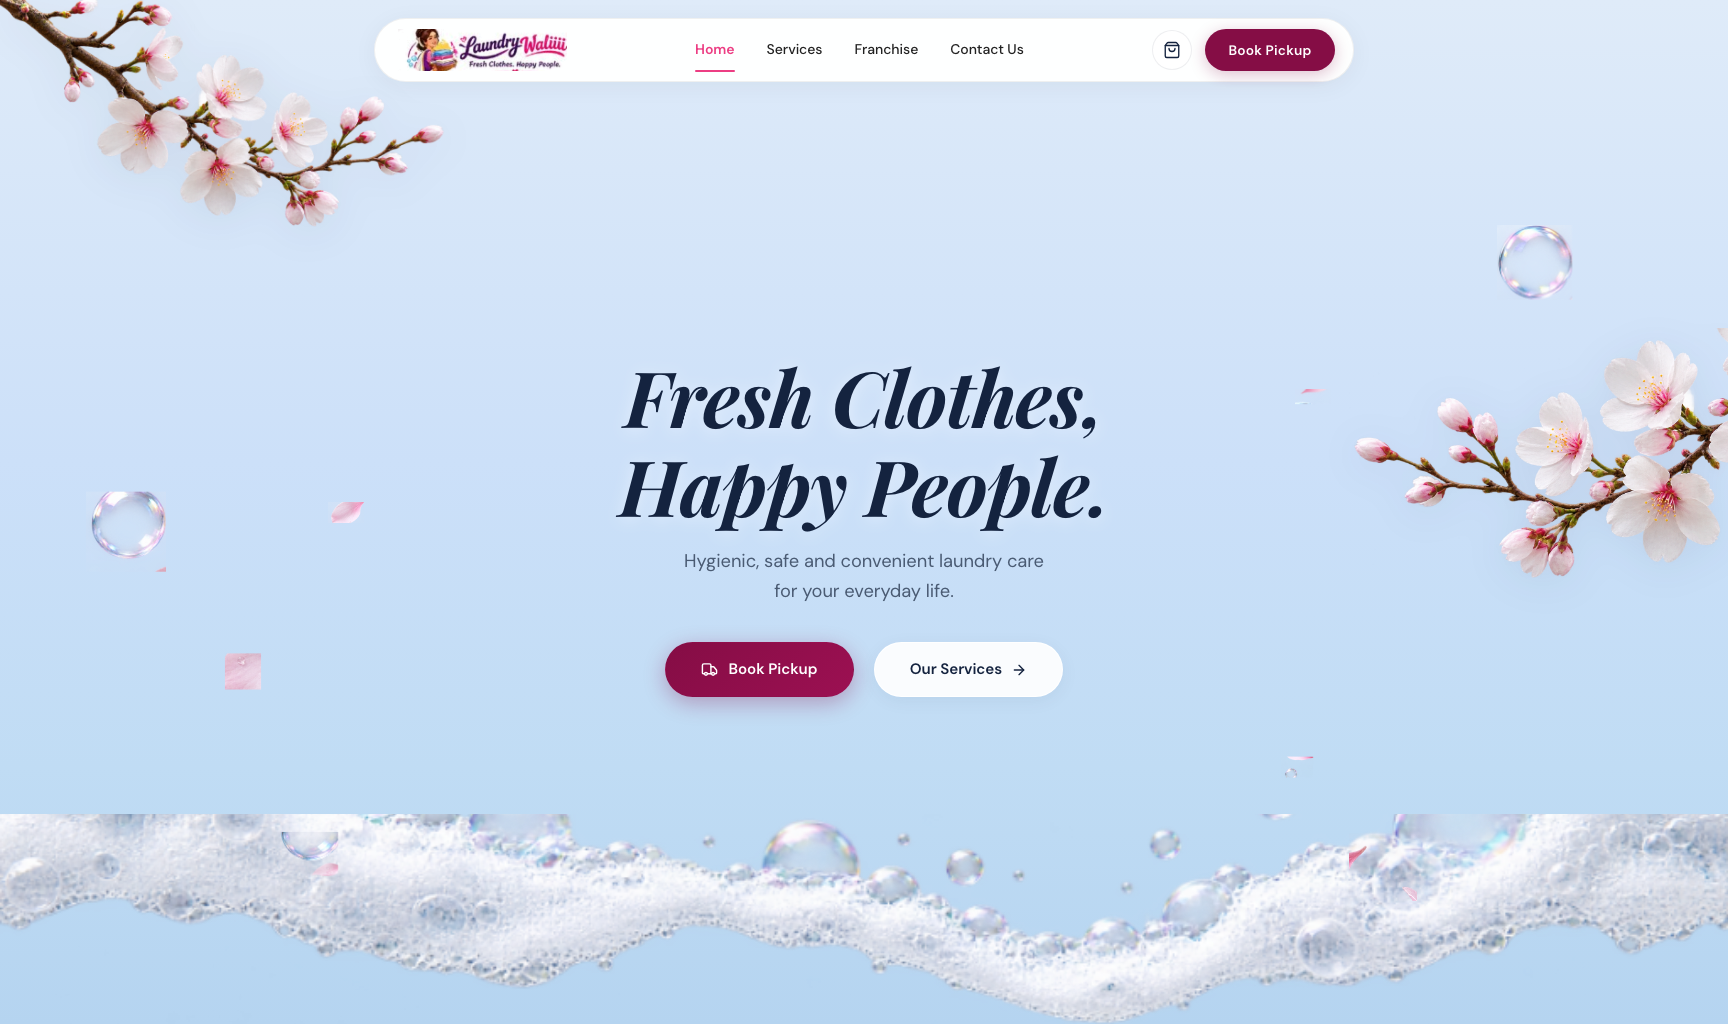 LaundryWaliiii
Fresh Clothes. Happy People.
Home
Services
Franchise
Contact Us
Book Pickup
Fresh Clothes,
Happy People.
Hygienic, safe and convenient laundry care
for your everyday life.
Book Pickup
Our Services